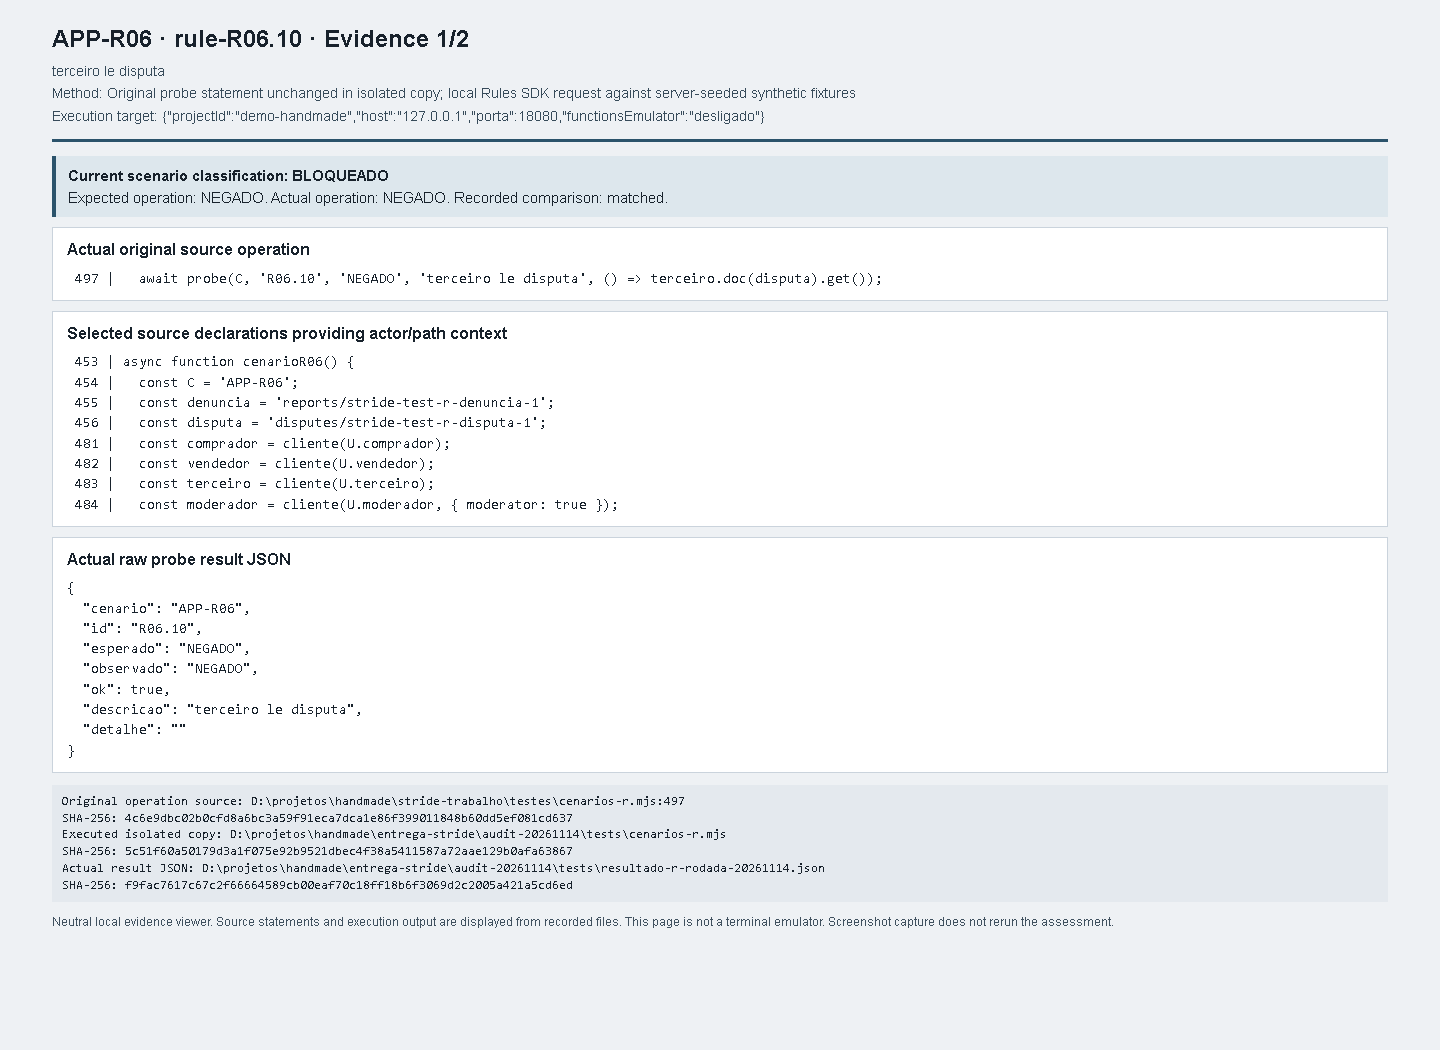 APP-R06 · rule-R06.10 · Evidence 1/2
terceiro le disputa
Method: Original probe statement unchanged in isolated copy; local Rules SDK request against server-seeded synthetic fixtures
Execution target: {"projectId":"demo-handmade","host":"127.0.0.1","porta":18080,"functionsEmulator":"desligado"}
Current scenario classification: BLOQUEADO
Expected operation: NEGADO. Actual operation: NEGADO. Recorded comparison: matched.
Actual original source operation
497 |   await probe(C, 'R06.10', 'NEGADO', 'terceiro le disputa', () => terceiro.doc(disputa).get());
Selected source declarations providing actor/path context
453 | async function cenarioR06() {
454 |   const C = 'APP-R06';
455 |   const denuncia = 'reports/stride-test-r-denuncia-1';
456 |   const disputa = 'disputes/stride-test-r-disputa-1';
481 |   const comprador = cliente(U.comprador);
482 |   const vendedor = cliente(U.vendedor);
483 |   const terceiro = cliente(U.terceiro);
484 |   const moderador = cliente(U.moderador, { moderator: true });
Actual raw probe result JSON
{
  "cenario": "APP-R06",
  "id": "R06.10",
  "esperado": "NEGADO",
  "observado": "NEGADO",
  "ok": true,
  "descricao": "terceiro le disputa",
  "detalhe": ""
}
Original operation source: D:\projetos\handmade\stride-trabalho\testes\cenarios-r.mjs:497
SHA-256: 4c6e9dbc02b0cfd8a6bc3a59f91eca7dca1e86f399011848b60dd5ef081cd637
Executed isolated copy: D:\projetos\handmade\entrega-stride\audit-20261114\tests\cenarios-r.mjs
SHA-256: 5c51f60a50179d3a1f075e92b9521dbec4f38a5411587a72aae129b0afa63867
Actual result JSON: D:\projetos\handmade\entrega-stride\audit-20261114\tests\resultado-r-rodada-20261114.json
SHA-256: f9fac7617c67c2f66664589cb00eaf70c18ff18b6f3069d2c2005a421a5cd6ed
Neutral local evidence viewer. Source statements and execution output are displayed from recorded files. This page is not a terminal emulator. Screenshot capture does not rerun the assessment.